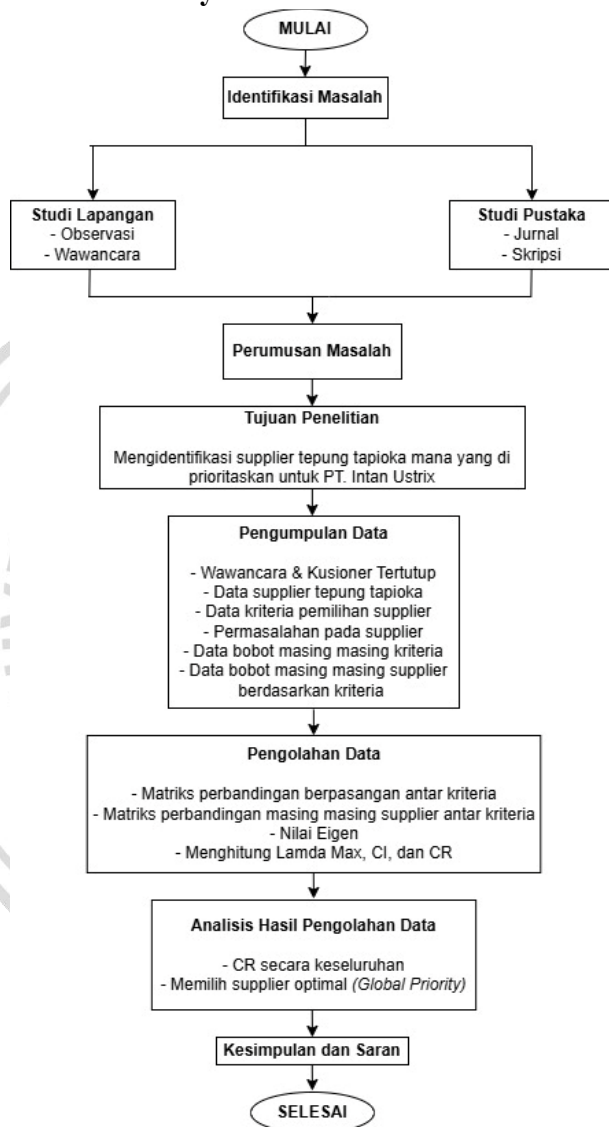 MULAI
Identifikasi Masalah
Studi Lapangan
- Observasi
- Wawancara
Studi Pustaka
- Jurnal
- Skripsi
Perumusan Masalah
Tujuan Penelitian
Mengidentifikasi supplier tepung tapioka mana yang di
prioritaskan untuk PT. Intan Ustrix
Pengumpulan Data
- Wawancara & Kusioner Tertutup
- Data supplier tepung tapioka
- Data kriteria pemilihan supplier
- Permasalahan pada supplier
- Data bobot masing masing kriteria
- Data bobot masing masing supplier
berdasarkan kriteria
Pengolahan Data
- Matriks perbandingan berpasangan antar kriteria
- Matriks perbandingan masing masing supplier antar kriteria
- Nilai Eigen
- Menghitung Lamda Max, CI, dan CR
Analisis Hasil Pengolahan Data
- CR secara keseluruhan
- Memilih supplier optimal (Global Priority)
Kesimpulan dan Saran
SELESAI